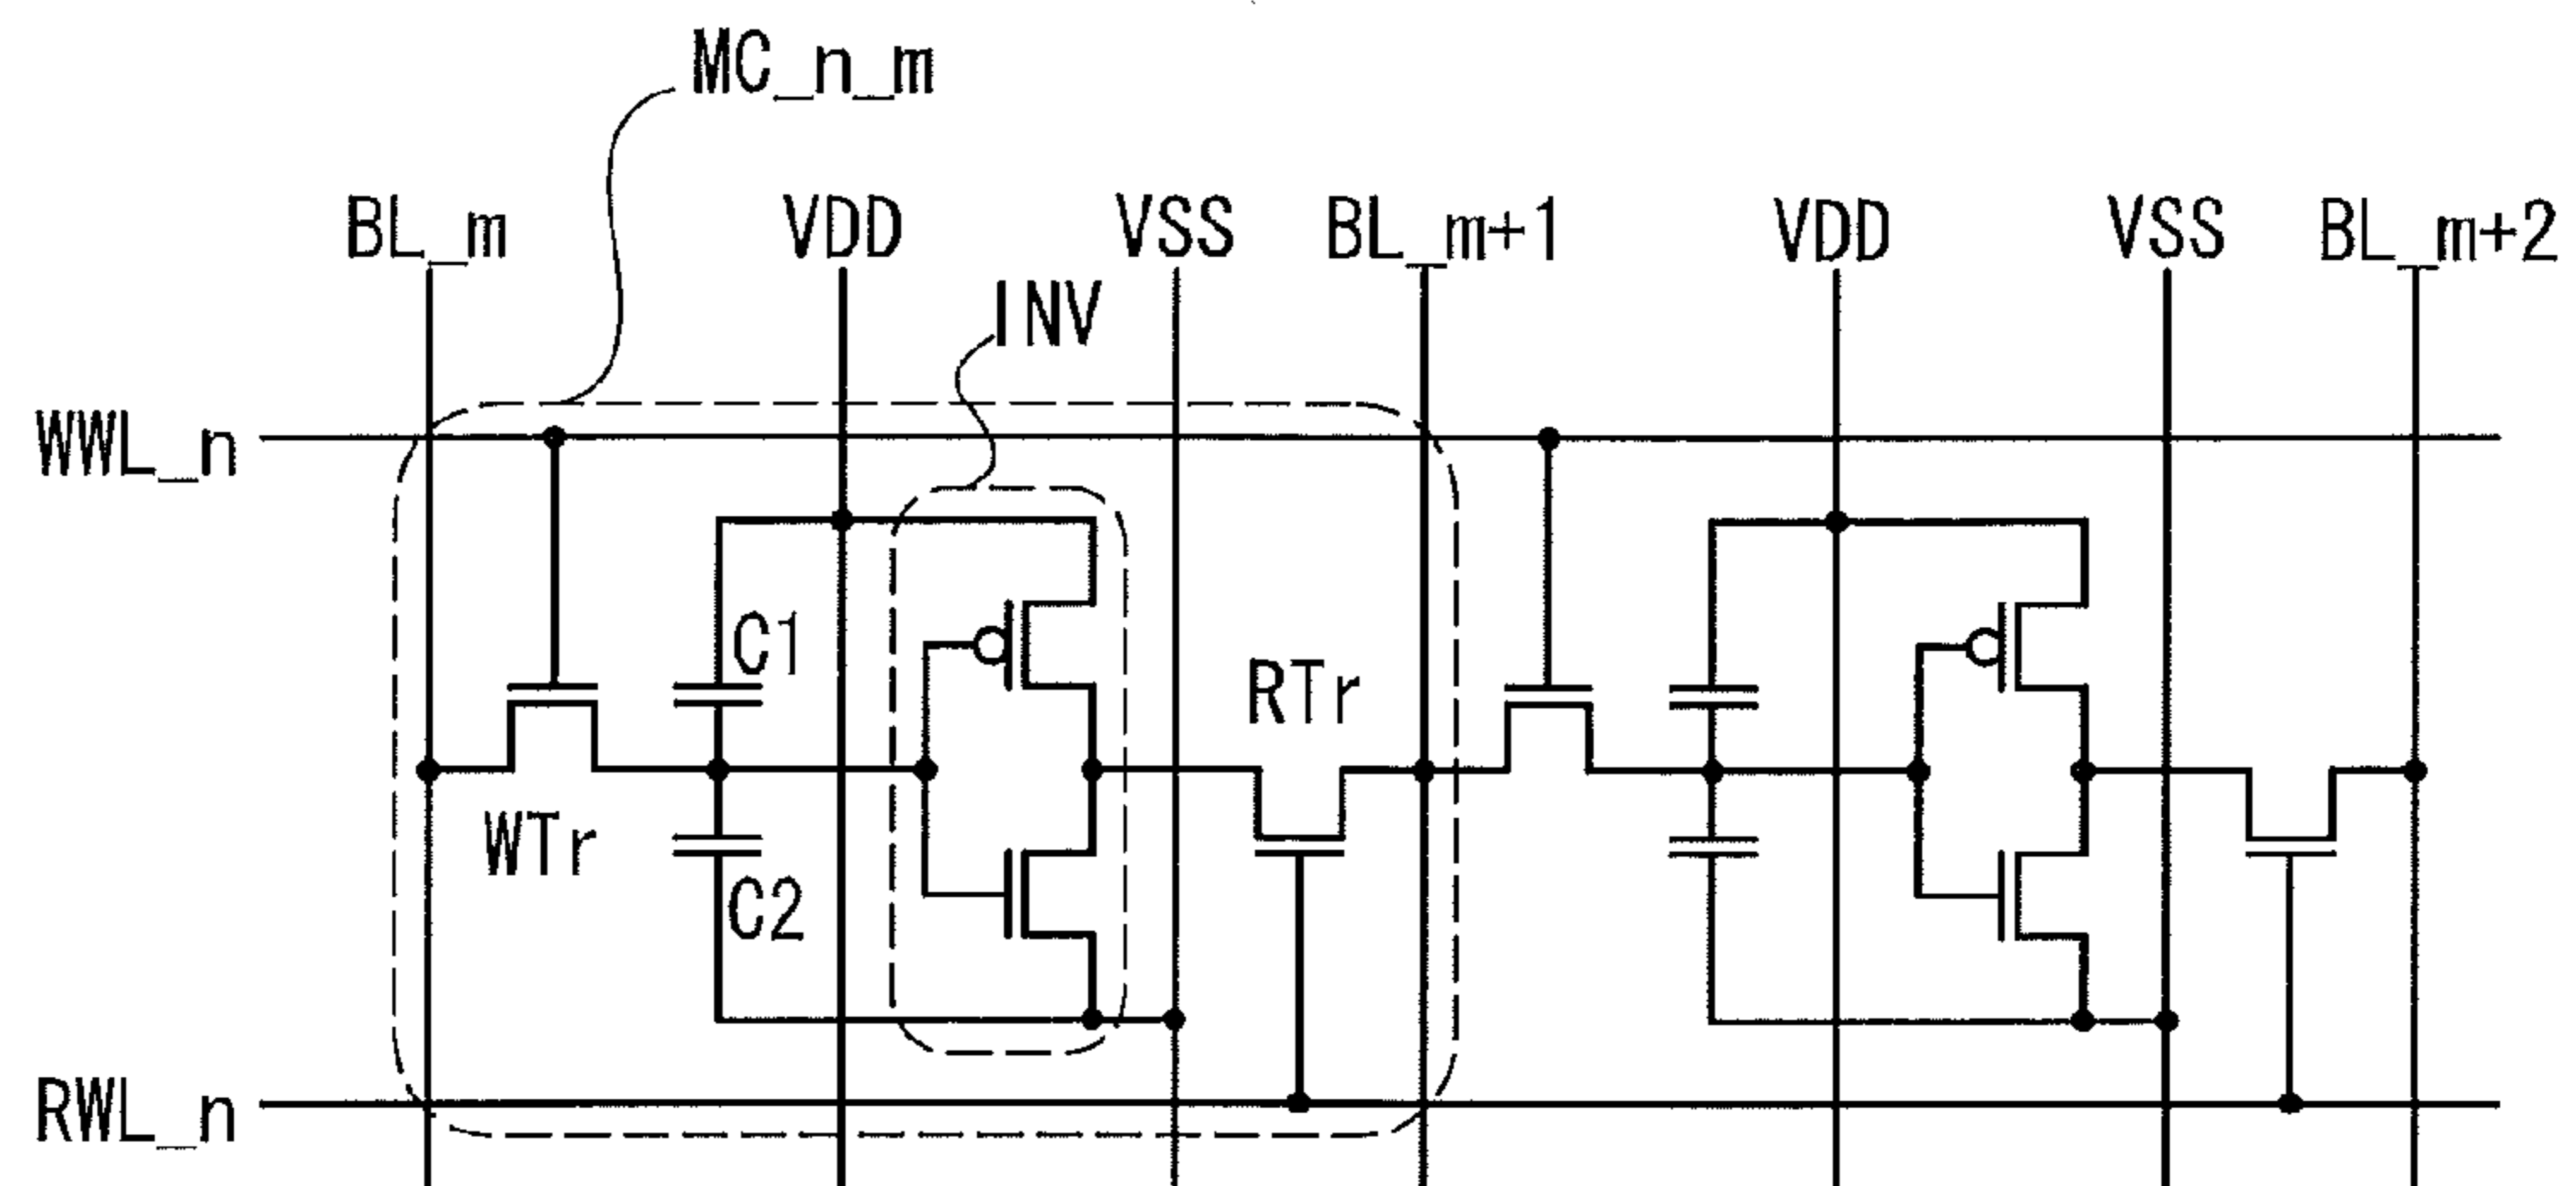 MC_n_m
BL_m VDD VSS BL_m+1 VDD VSS BL_m+2
INV
WWL_n
C1
RTr
WTr
C2
RWL_n